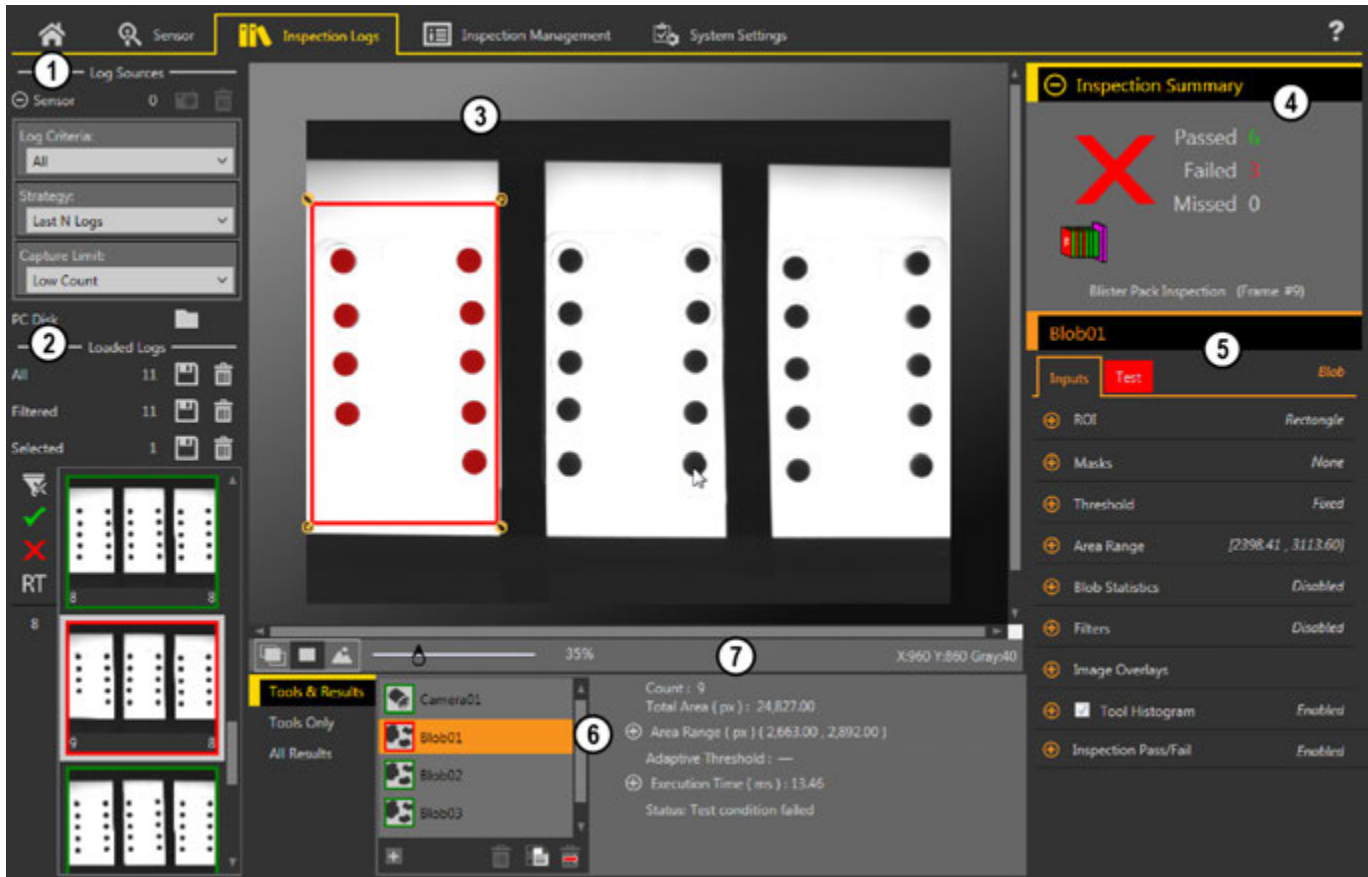 Sensor
Inspection Logs
Inspection Management
System Settings
?
1
Log Sources
Sensor 0
Log Criteria:
All
Strategy:
Last N Logs
Capture Limit:
Low Count
PC Disk
2
Loaded Logs
All 11
Filtered 11
Selected 1
RT
8
8 8
9 8
3
35%
7
X:960 Y:860 Gray:40
Tools & Results
Tools Only
All Results
Camera01
Blob01
Blob02
Blob03
6
Count : 9
Total Area ( px ) : 24,827.00
Area Range ( px ) ( 2,663.00 , 2,892.00 )
Adaptive Threshold : —
Execution Time ( ms ) : 13.46
Status: Test condition failed
Inspection Summary
4
Passed 6
Failed 3
Missed 0
Blister Pack Inspection (Frame #9)
Blob01
5
Inputs
Test
Blob
ROI Rectangle
Masks None
Threshold Fixed
Area Range [2398.41 , 3113.60]
Blob Statistics Disabled
Filters Disabled
Image Overlays
Tool Histogram Enabled
Inspection Pass/Fail Enabled